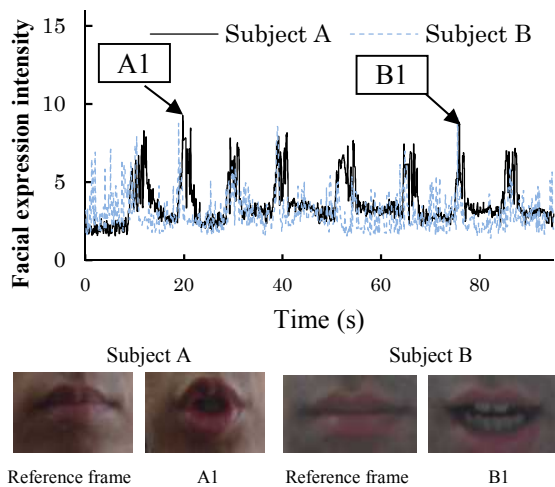 Facial expression intensity
15
10
5
0
Subject A Subject B
A1
B1
0 20 40 60 80
Time (s)
Subject A Subject B
Reference frame A1 Reference frame B1